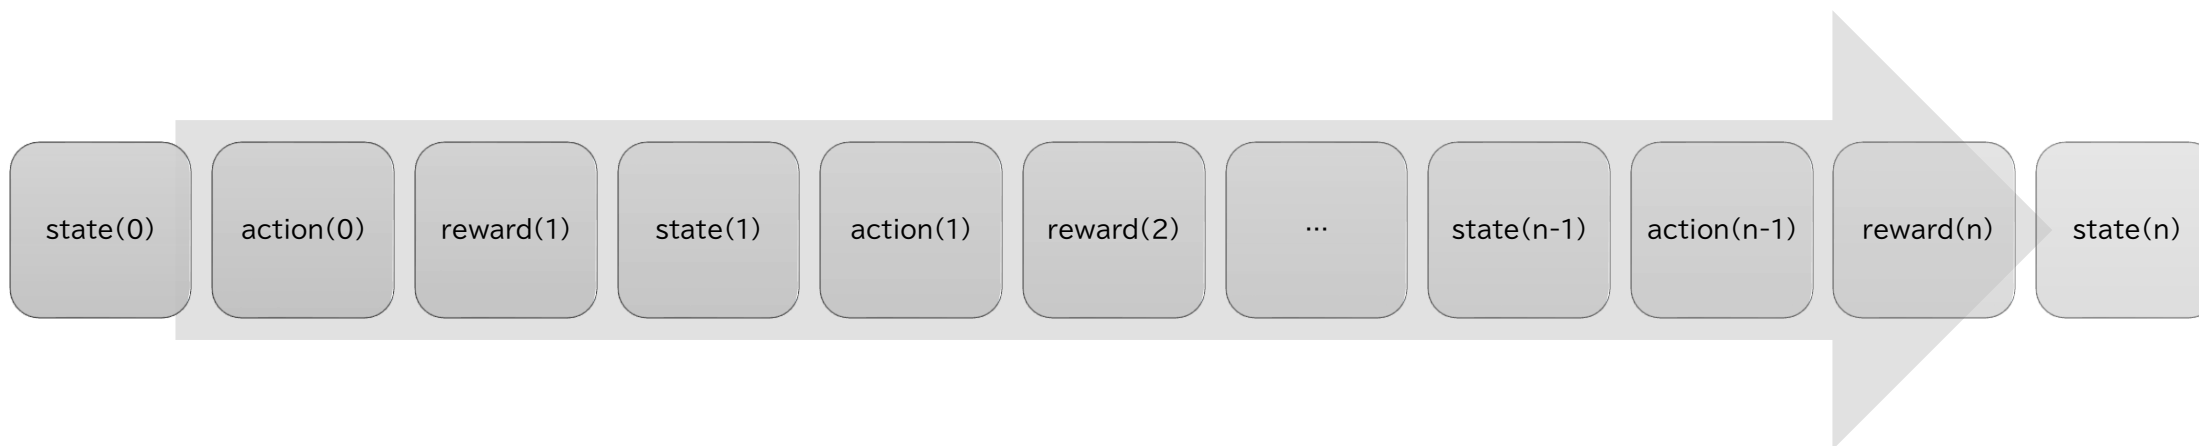 state(0)
action(0)
reward(1)
state(1)
action(1)
reward(2)
…
state(n-1)
action(n-1)
reward(n)
state(n)